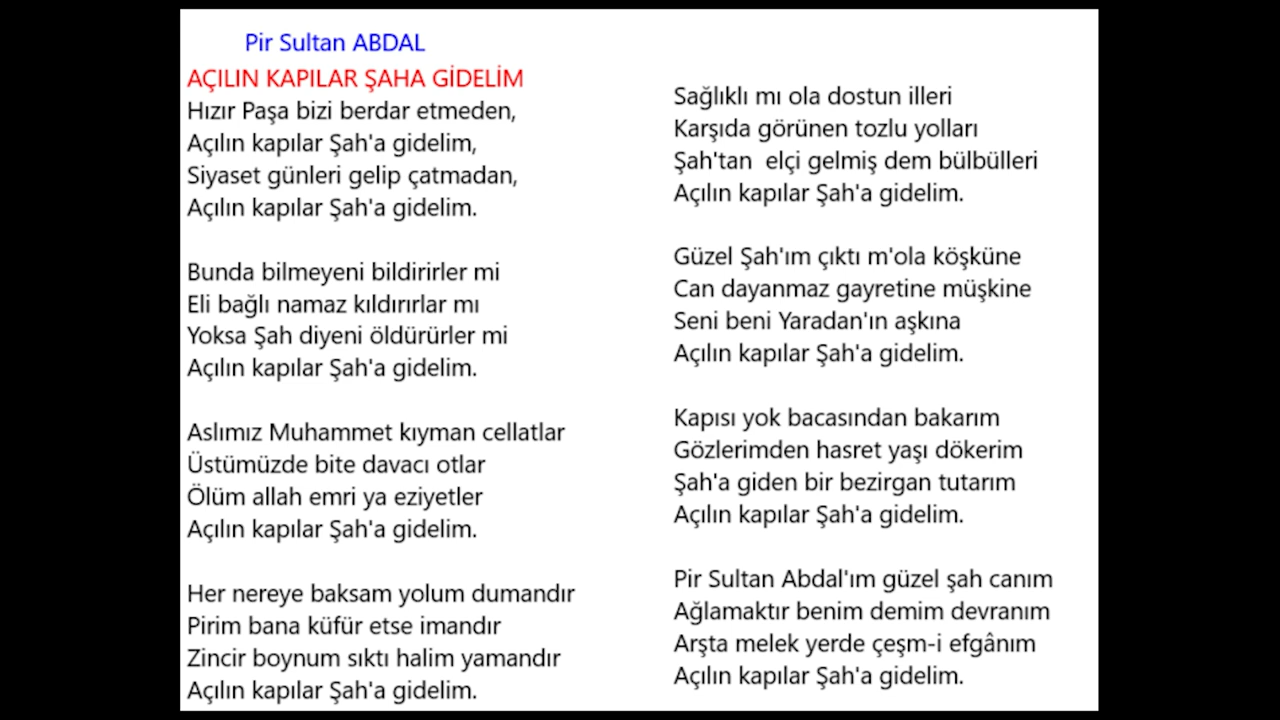 Pir Sultan ABDAL
AÇILIN KAPILAR ŞAHA GİDELİM
Hızır Paşa bizi berdar etmeden,
Açılın kapılar Şah'a gidelim,
Siyaset günleri gelip çatmadan,
Açılın kapılar Şah'a gidelim.

Bunda bilmeyeni bildirirler mi
Eli bağlı namaz kıldırırlar mı
Yoksa Şah diyeni öldürürler mi
Açılın kapılar Şah'a gidelim.

Aslımız Muhammet kıyman cellatlar
Üstümüzde bite davacı otlar
Ölüm allah emri ya eziyetler
Açılın kapılar Şah'a gidelim.

Her nereye baksam yolum dumandır
Pirim bana küfür etse imandır
Zincir boynum sıktı halim yamandır
Açılın kapılar Şah'a gidelim.

Sağlıklı mı ola dostun illeri
Karşıda görünen tozlu yolları
Şah'tan  elçi gelmiş dem bülbülleri
Açılın kapılar Şah'a gidelim.

Güzel Şah'ım çıktı m'ola köşküne
Can dayanmaz gayretine müşkine
Seni beni Yaradan'ın aşkına
Açılın kapılar Şah'a gidelim.

Kapısı yok bacasından bakarım
Gözlerimden hasret yaşı dökerim
Şah'a giden bir bezirgan tutarım
Açılın kapılar Şah'a gidelim.

Pir Sultan Abdal'ım güzel şah canım
Ağlamaktır benim demim devranım
Arşta melek yerde çeşm-i efgânım
Açılın kapılar Şah'a gidelim.